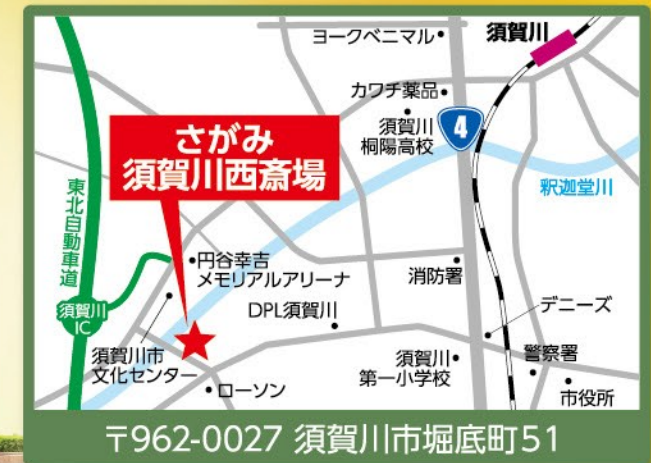 ヨークベニマル
須賀川
カワチ薬品
須賀川
桐陽高校
4
さがみ
須賀川西斎場
釈迦堂川
東北自動車道
円谷幸吉
メモリアルアリーナ
消防署
須賀川
IC
DPL須賀川
デニーズ
須賀川市
文化センター
ローソン
須賀川
第一小学校
警察署
市役所
〒962-0027 須賀川市堀底町51